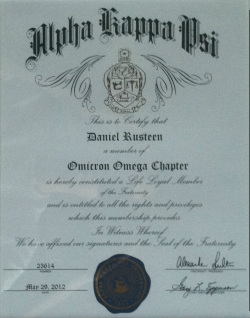 Alpha Kappa Psi
This is to Certify that
Daniel Rusteen
a member of
Omicron Omega Chapter
is hereby constituted a Life Loyal Member
of the Fraternity
and is entitled to all the rights and privileges
which this membership provides
In Witness Whereof
We have affixed our signatures and the Seal of the Fraternity
23614
May 29, 2012